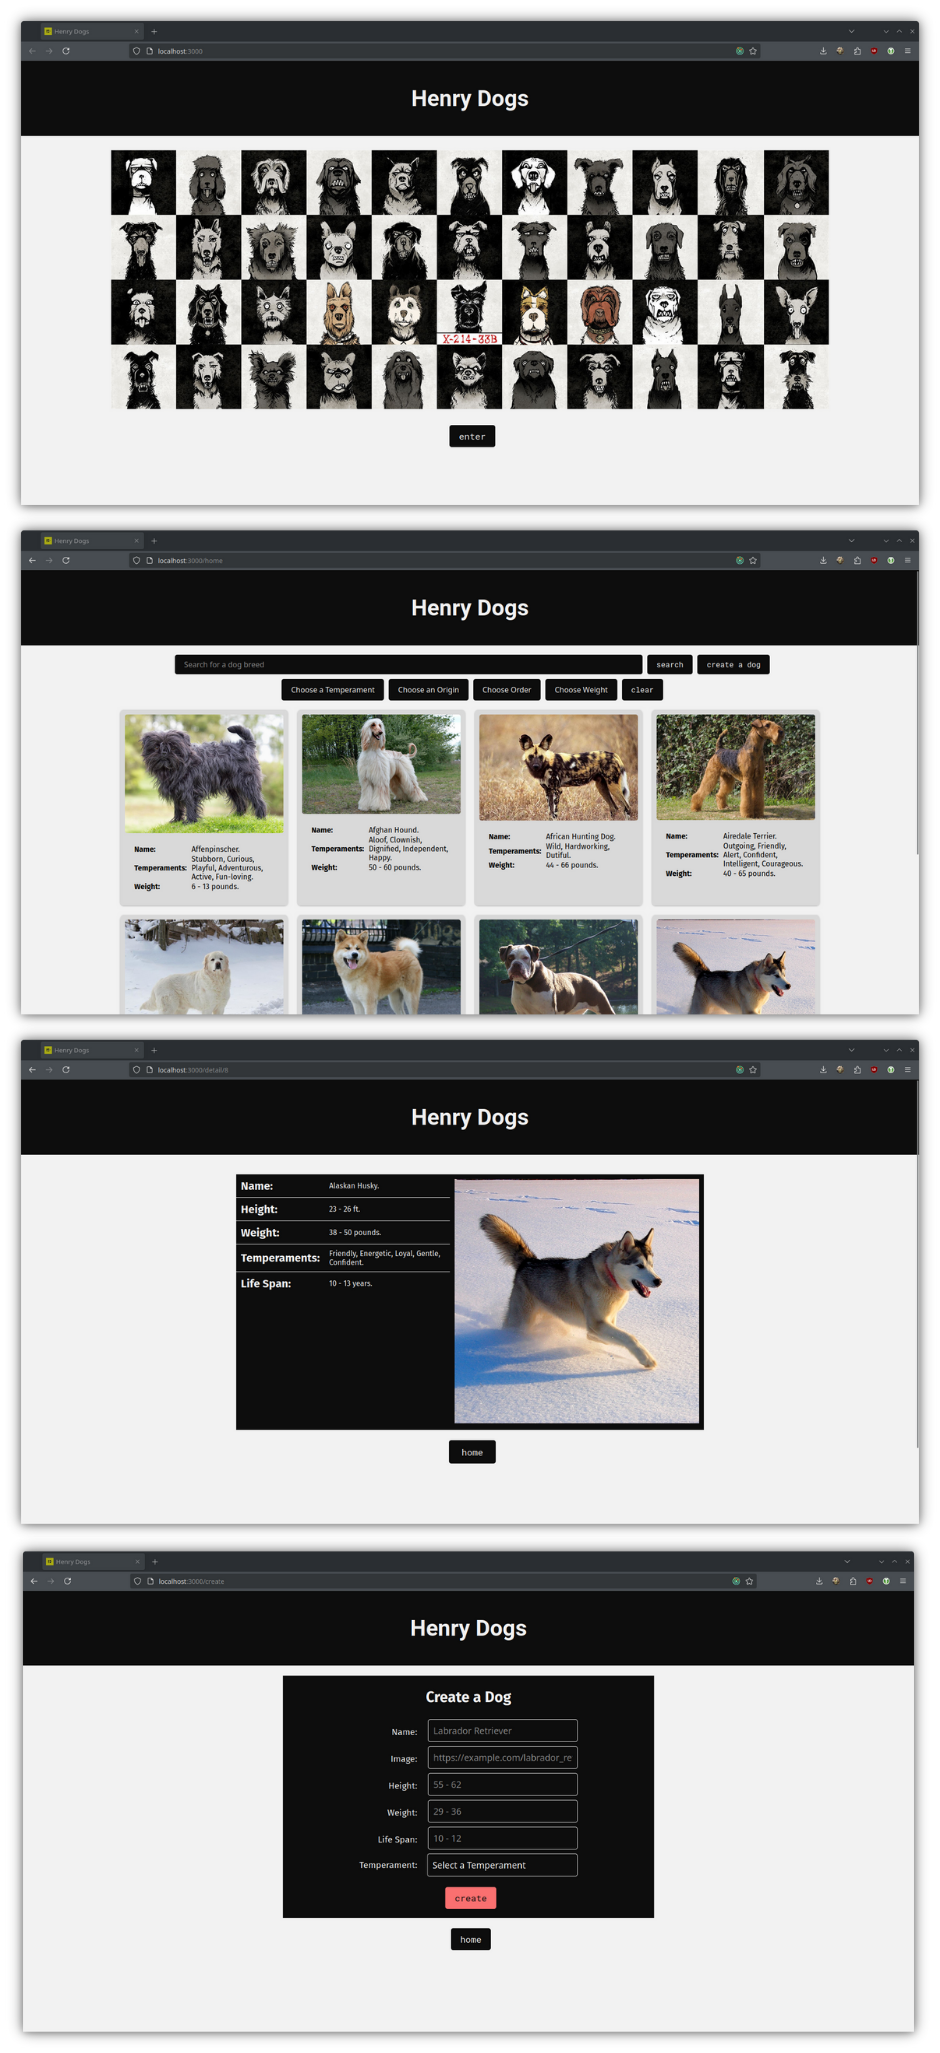 Henry Dogs
localhost:3000
Henry Dogs
X-214-33B
enter
Henry Dogs
localhost:3000/home
Henry Dogs
Search for a dog breed
search
create a dog
Choose a Temperament
Choose an Origin
Choose Order
Choose Weight
clear
Name: Affenpinscher.
Temperaments: Stubborn, Curious,
Playful, Adventurous,
Active, Fun-loving.
Weight: 6 - 13 pounds.
Name: Afghan Hound.
Temperaments: Aloof, Clownish,
Dignified, Independent,
Happy.
Weight: 50 - 60 pounds.
Name: African Hunting Dog.
Temperaments: Wild, Hardworking,
Dutiful.
Weight: 44 - 66 pounds.
Name: Airedale Terrier.
Temperaments: Outgoing, Friendly,
Alert, Confident,
Intelligent, Courageous.
Weight: 40 - 65 pounds.
Henry Dogs
localhost:3000/detail/8
Henry Dogs
Name: Alaskan Husky.
Height: 23 - 26 ft.
Weight: 38 - 50 pounds.
Temperaments: Friendly, Energetic, Loyal, Gentle,
Confident.
Life Span: 10 - 13 years.
home
Henry Dogs
localhost:3000/create
Henry Dogs
Create a Dog
Name: Labrador Retriever
Image: https://example.com/labrador_re
Height: 55 - 62
Weight: 29 - 36
Life Span: 10 - 12
Temperament: Select a Temperament
create
home